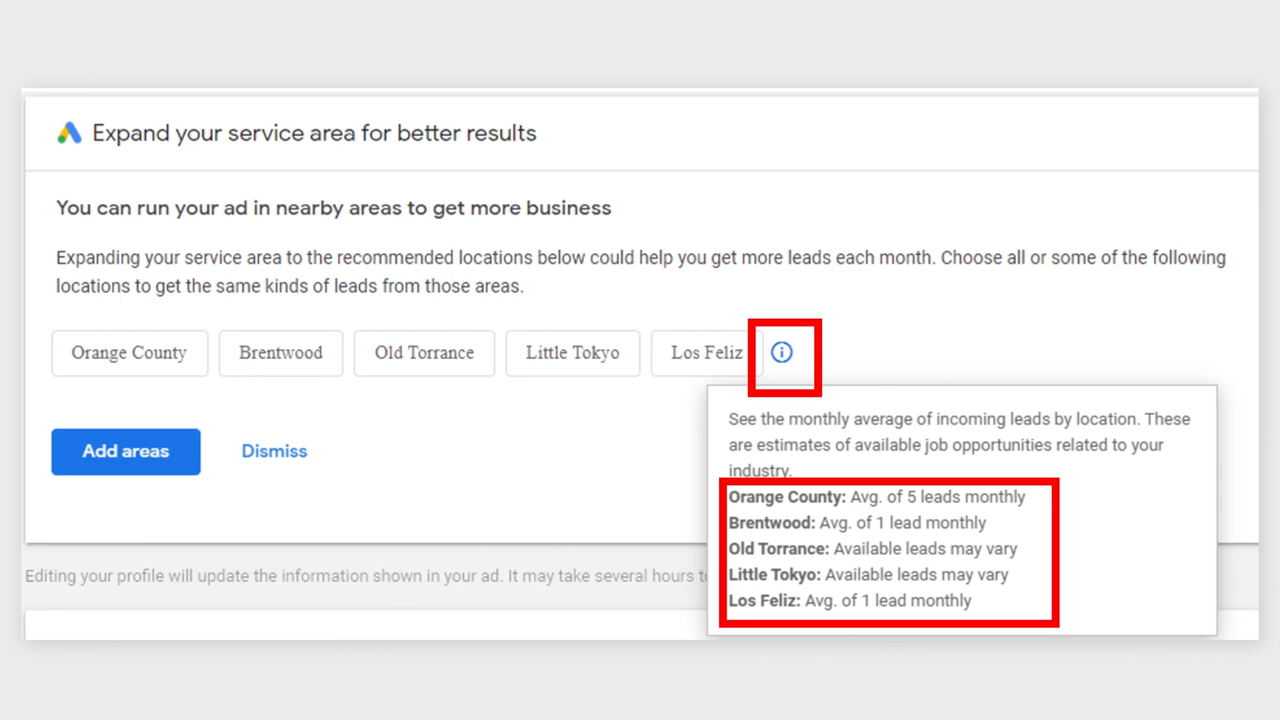 Expand your service area for better results
You can run your ad in nearby areas to get more business
Expanding your service area to the recommended locations below could help you get more leads each month. Choose all or some of the following
locations to get the same kinds of leads from those areas.
Orange County Brentwood Old Torrance Little Tokyo Los Feliz
Add areas Dismiss
See the monthly average of incoming leads by location. These
are estimates of available job opportunities related to your
industry.
Orange County: Avg. of 5 leads monthly
Brentwood: Avg. of 1 lead monthly
Old Torrance: Available leads may vary
Little Tokyo: Available leads may vary
Los Feliz: Avg. of 1 lead monthly
Editing your profile will update the information shown in your ad. It may take several hours